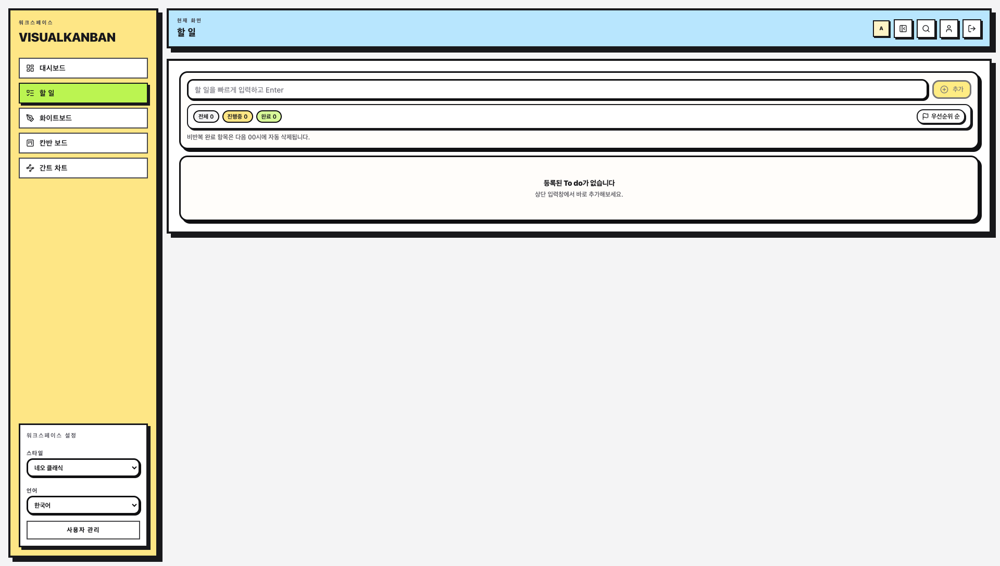 워크스페이스
VISUALKANBAN
대시보드
할 일
화이트보드
칸반 보드
간트 차트
워크스페이스 설정
스타일
네오 클래식
언어
한국어
사용자 관리
현재 화면
할 일
A
할 일을 빠르게 입력하고 Enter
추가
전체 0
진행중 0
완료 0
우선순위 순
비반복 완료 항목은 다음 00시에 자동 삭제됩니다.
등록된 To do가 없습니다
상단 입력창에서 바로 추가해보세요.